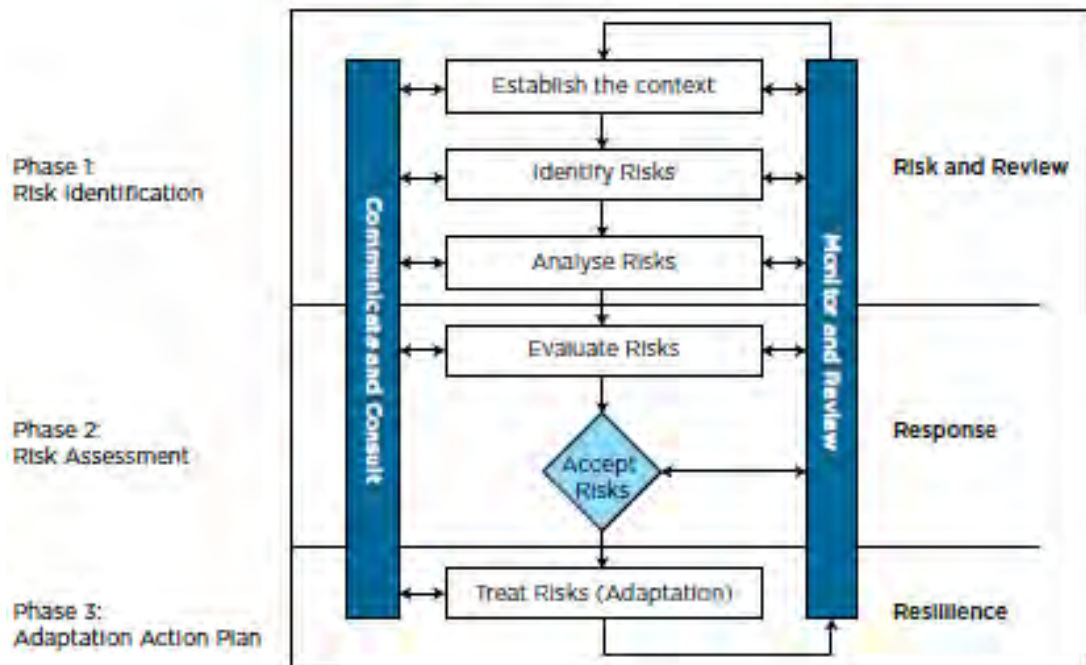 Establish the context
Phase 1:
Risk Identification
Identify Risks
Risk and Review
Analyse Risks
Communicate and Consult
Monitor and Review
Evaluate Risks
Phase 2:
Risk Assessment
Accept
Risks
Response
Phase 3:
Adaptation Action Plan
Treat Risks (Adaptation)
Resillience